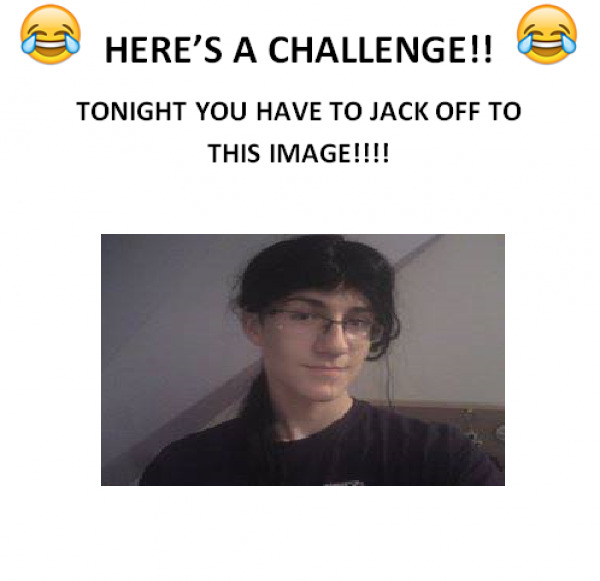 HERE’S A CHALLENGE!!
TONIGHT YOU HAVE TO JACK OFF TO
THIS IMAGE!!!!